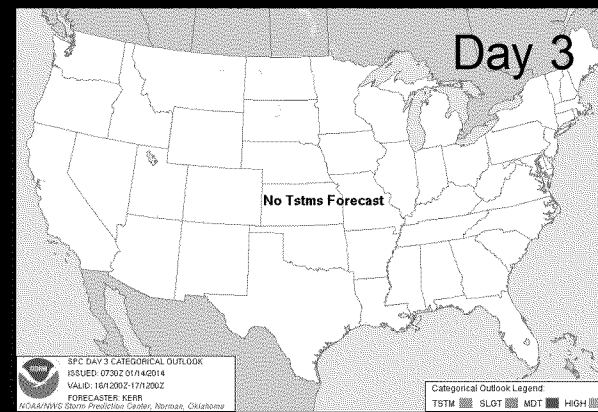 Day 3
No Tstms Forecast
SPC DAY 3 CATEGORICAL OUTLOOK
ISSUED: 0730Z 01/14/2014
VALID: 16/1200Z-17/1200Z
FORECASTER: KERR
NOAA/NWS Storm Prediction Center, Norman, Oklahoma
NOAA
Categorical Outlook Legend:
TSTM SLGT MDT HIGH